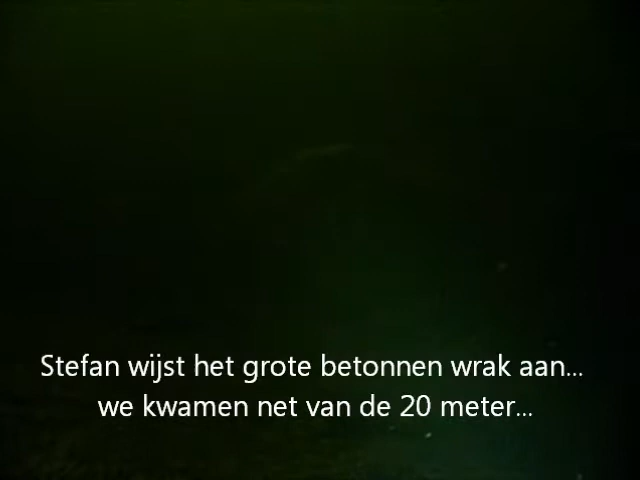 Stefan wijst het grote betonnen wrak aan...
we kwamen net van de 20 meter...